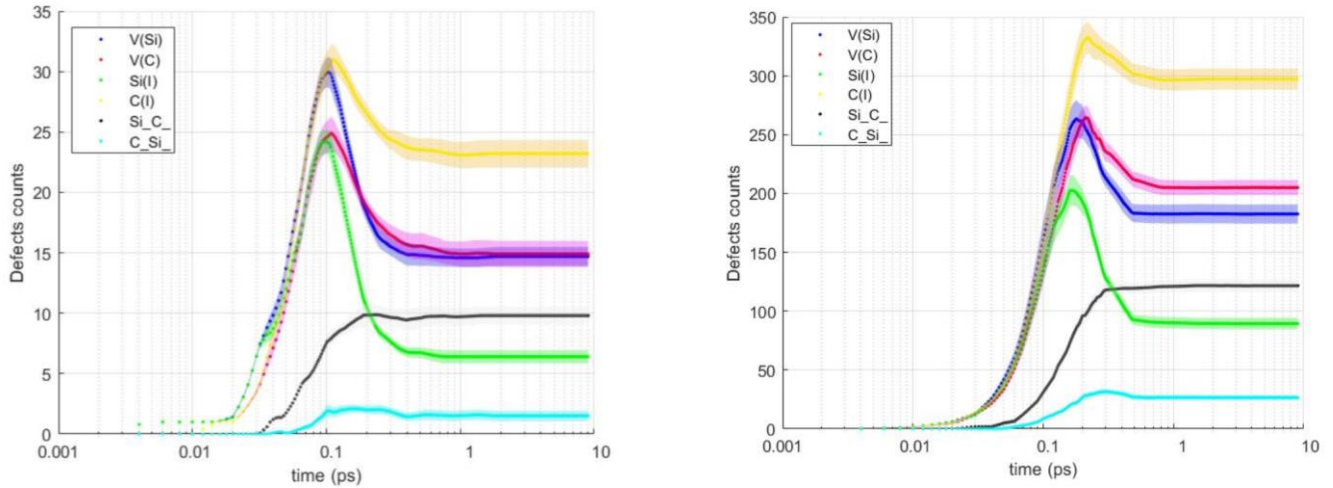 35
30
25
20
15
10
5
0
Defects counts
V(Si)
V(C)
Si(I)
C(I)
Si_C_
C_Si_
0.001
0.01
0.1
1
10
time (ps)
350
300
250
200
150
100
50
0
Defects counts
V(Si)
V(C)
Si(I)
C(I)
Si_C_
C_Si_
0.001
0.01
0.1
1
10
time (ps)